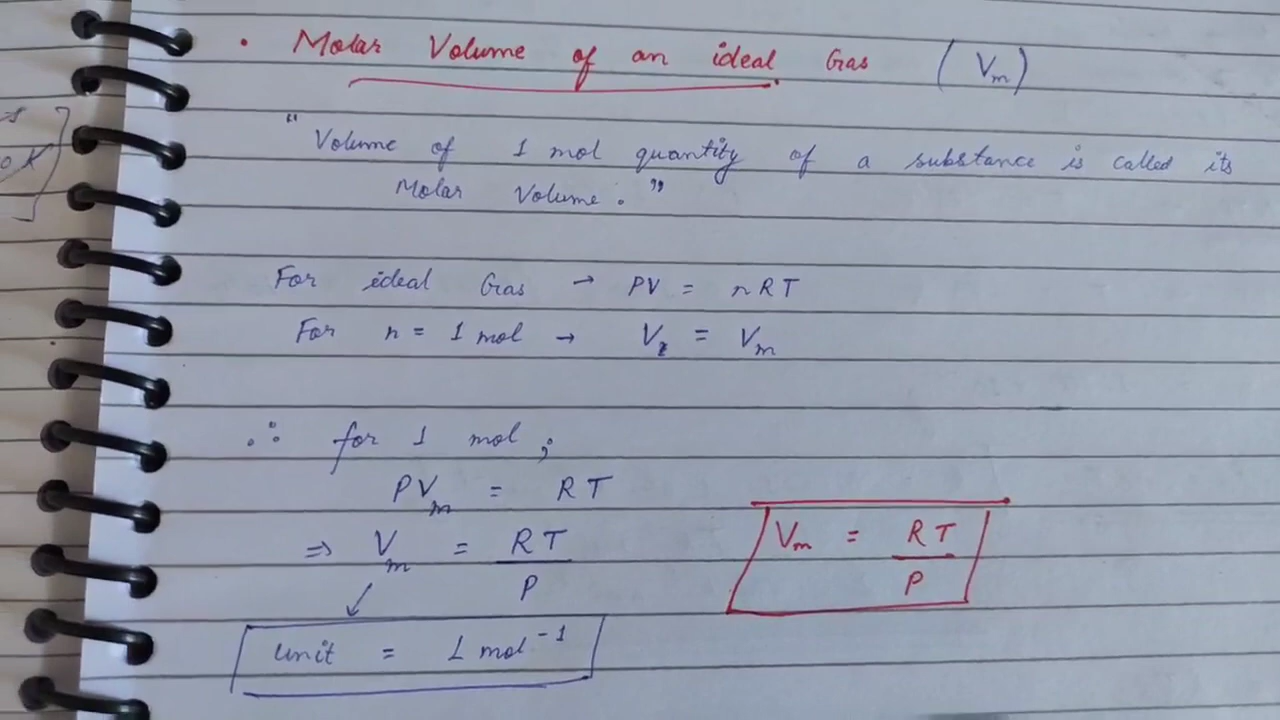 • Molar Volume of an ideal Gas (Vm)
"Volume of 1 mol quantity of a substance is called its
Molar Volume."
For ideal Gas → PV = nRT
For n = 1 mol → V = Vm
∴ for 1 mol;
PVm = RT
⇒ Vm = RT/P
Vm = RT/P
Unit = L mol⁻¹